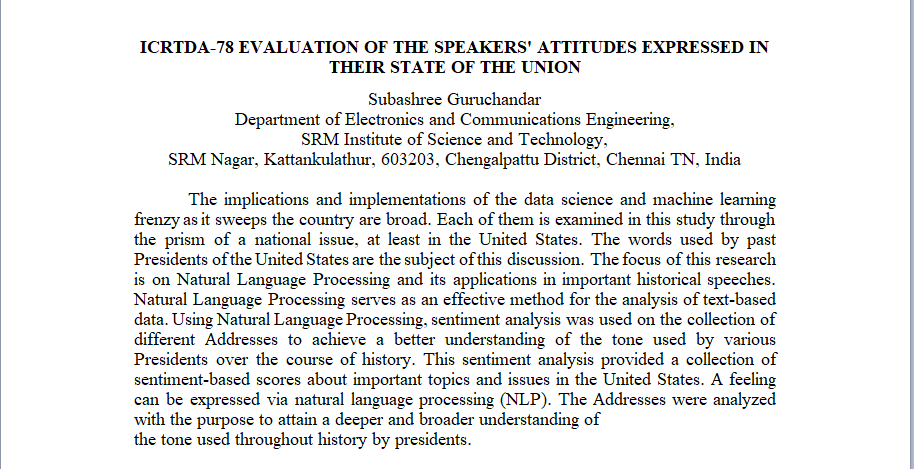 ICRTDA-78 EVALUATION OF THE SPEAKERS' ATTITUDES EXPRESSED IN
THEIR STATE OF THE UNION
Subashree Guruchandar
Department of Electronics and Communications Engineering,
SRM Institute of Science and Technology,
SRM Nagar, Kattankulathur, 603203, Chengalpattu District, Chennai TN, India
The implications and implementations of the data science and machine learning
frenzy as it sweeps the country are broad. Each of them is examined in this study through
the prism of a national issue, at least in the United States. The words used by past
Presidents of the United States are the subject of this discussion. The focus of this research
is on Natural Language Processing and its applications in important historical speeches.
Natural Language Processing serves as an effective method for the analysis of text-based
data. Using Natural Language Processing, sentiment analysis was used on the collection of
different Addresses to achieve a better understanding of the tone used by various
Presidents over the course of history. This sentiment analysis provided a collection of
sentiment-based scores about important topics and issues in the United States. A feeling
can be expressed via natural language processing (NLP). The Addresses were analyzed
with the purpose to attain a deeper and broader understanding of
the tone used throughout history by presidents.